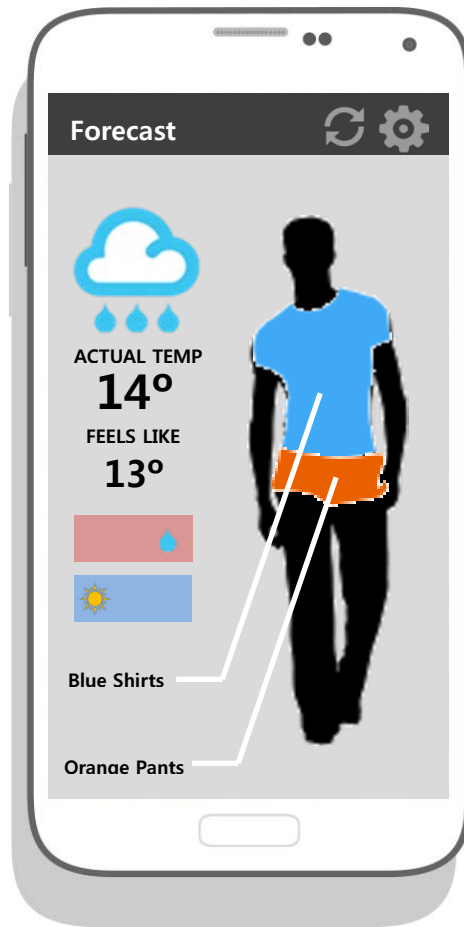 Forecast
ACTUAL TEMP
14º
FEELS LIKE
13º
Blue Shirts
Orange Pants